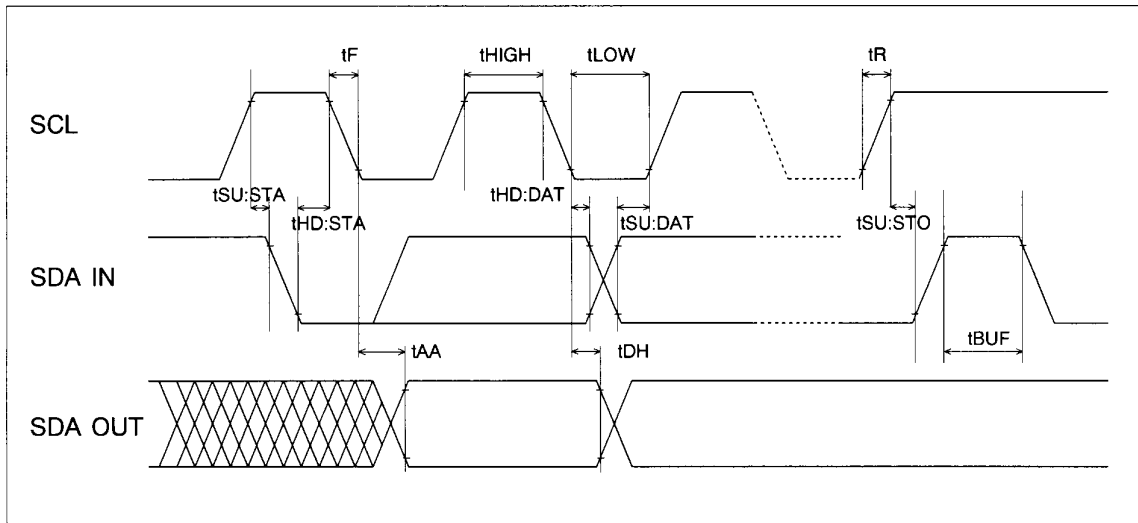 tF tHIGH tLOW tR
SCL
tSU:STA tHD:STA tHD:DAT tSU:DAT tSU:STO
SDA IN
tBUF
tAA tDH
SDA OUT